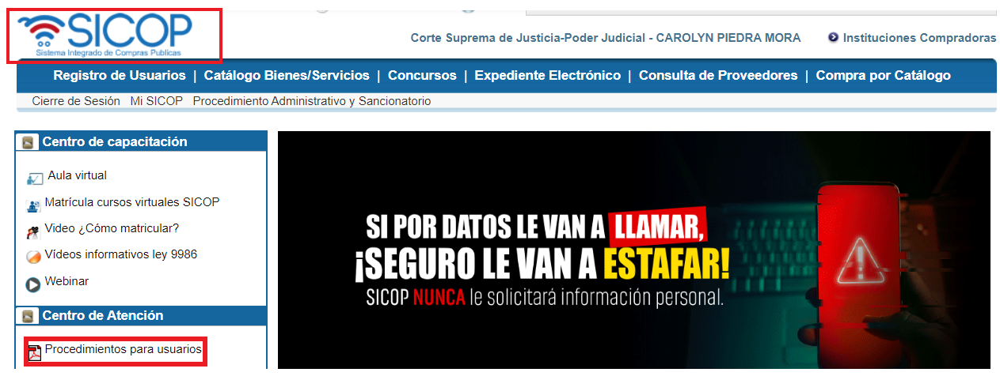 SICOP
Sistema Integrado de Compras Publicas
Corte Suprema de Justicia-Poder Judicial - CAROLYN PIEDRA MORA Instituciones Compradoras
Registro de Usuarios | Catálogo Bienes/Servicios | Concursos | Expediente Electrónico | Consulta de Proveedores | Compra por Catálogo
Cierre de Sesión Mi SICOP Procedimiento Administrativo y Sancionatorio
Centro de capacitación
Aula virtual
Matrícula cursos virtuales SICOP
Video ¿Cómo matricular?
Vídeos informativos ley 9986
Webinar
Centro de Atención
Procedimientos para usuarios
SI POR DATOS LE VAN A LLAMAR,
¡SEGURO LE VAN A ESTAFAR!
SICOP NUNCA le solicitará información personal.